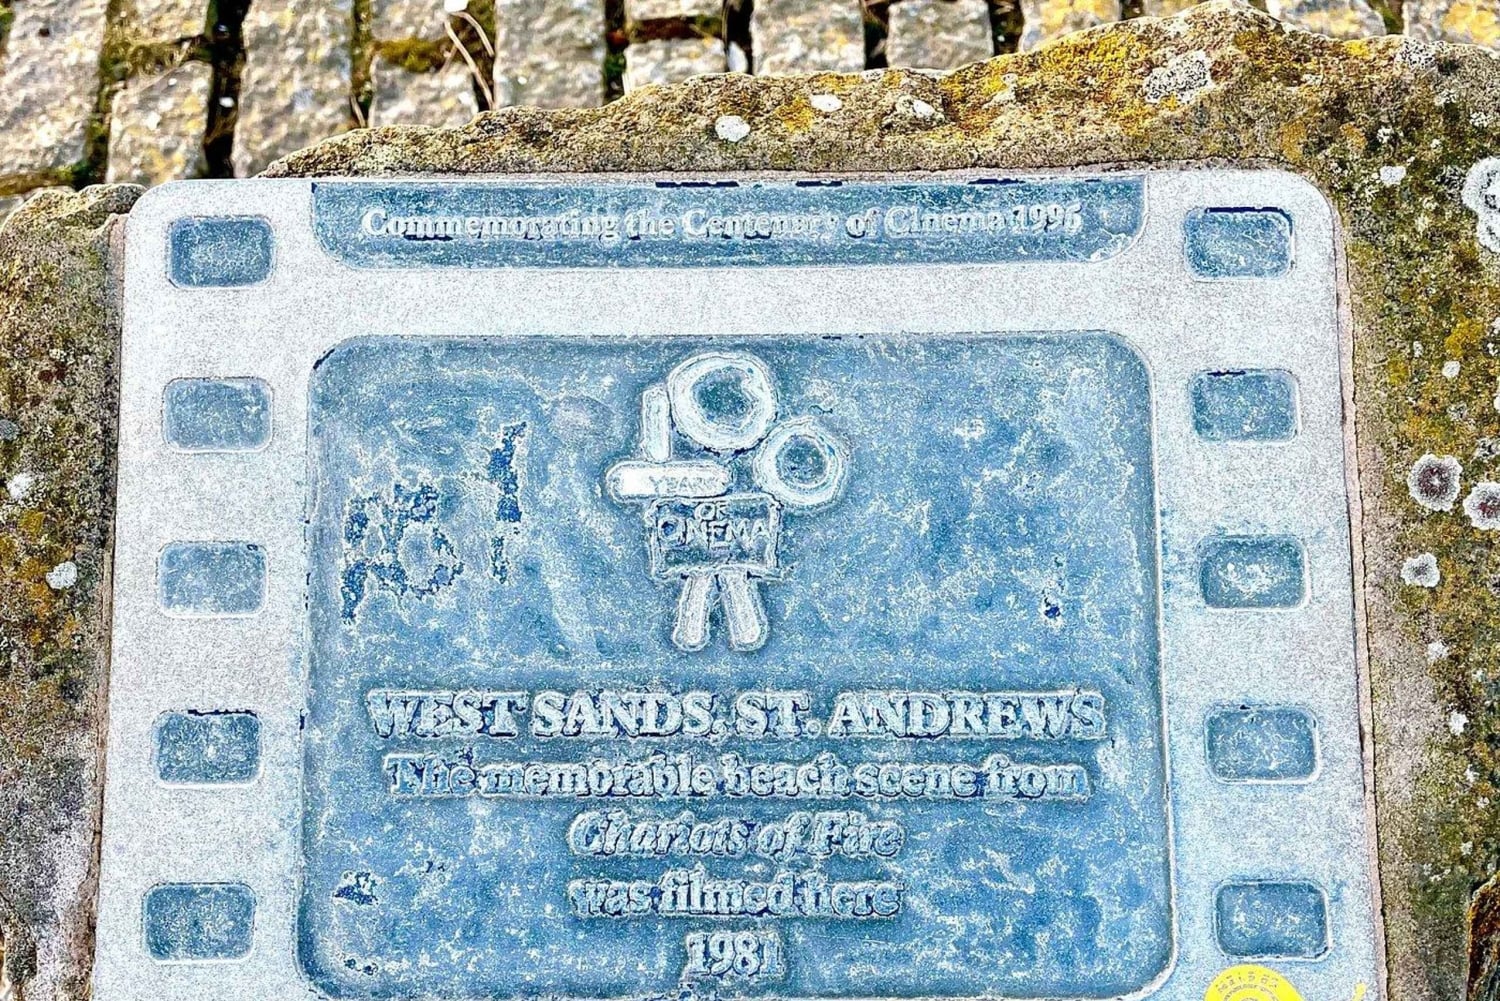 Commemorating the Centenary of Cinema 1996
YEARS
OF
CINEMA
WEST SANDS, ST. ANDREWS
The memorable beach scene from
Chariots of Fire
was filmed here
1981